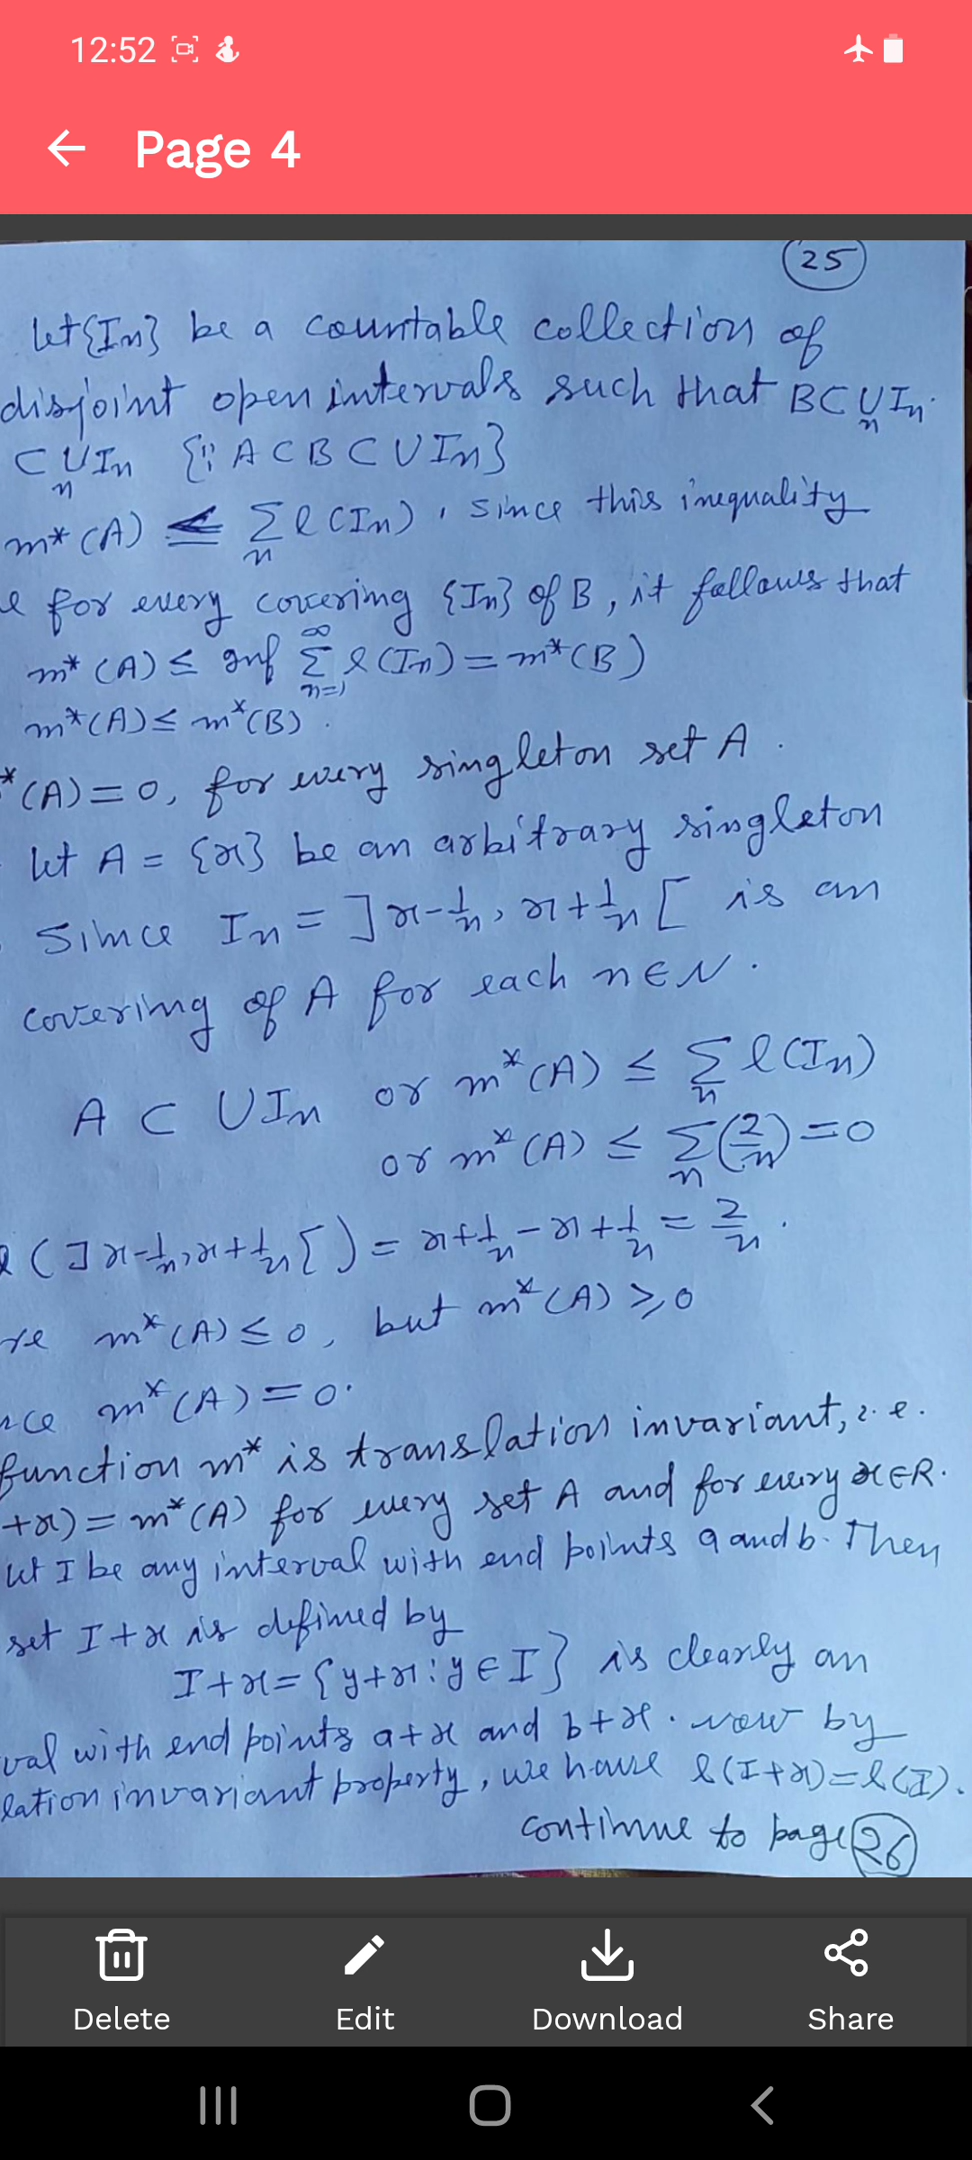 12:52
Page 4
25
let {In} be a countable collection of
disjoint open intervals such that B⊂∪In.
n
⊂∪In {∵ A⊂B⊂∪In}
n
m*(A) ≤ Σl(In), since this inequality
n
e for every covering {In} of B, it follows that
m*(A) ≤ inf Σl(In) = m*(B)
∞ n=1
m*(A) ≤ m*(B).
*(A)=0, for every singleton set A.
let A = {x} be an arbitrary singleton
Since In = ]x-1/n, x+1/n[ is an
covering of A for each n∈N.
A ⊂ ∪In or m*(A) ≤ Σ l(In)
n
or m*(A) ≤ Σ(2/n)=0
n
l(]x-1/n, x+1/n[) = x+1/n-x+1/n = 2/n.
re m*(A) ≤ 0, but m*(A) ≥ 0
nce m*(A) = 0.
function m* is translation invariant, i.e.
+x) = m*(A) for every set A and for every x∈R.
let I be any interval with end points a and b. Then
set I+x is defined by
I+x={y+x:y∈I} is clearly an
val with end points a+x and b+x. now by
lation invariant property, we have l(I+x)=l(I).
continue to page 26
Delete
Edit
Download
Share